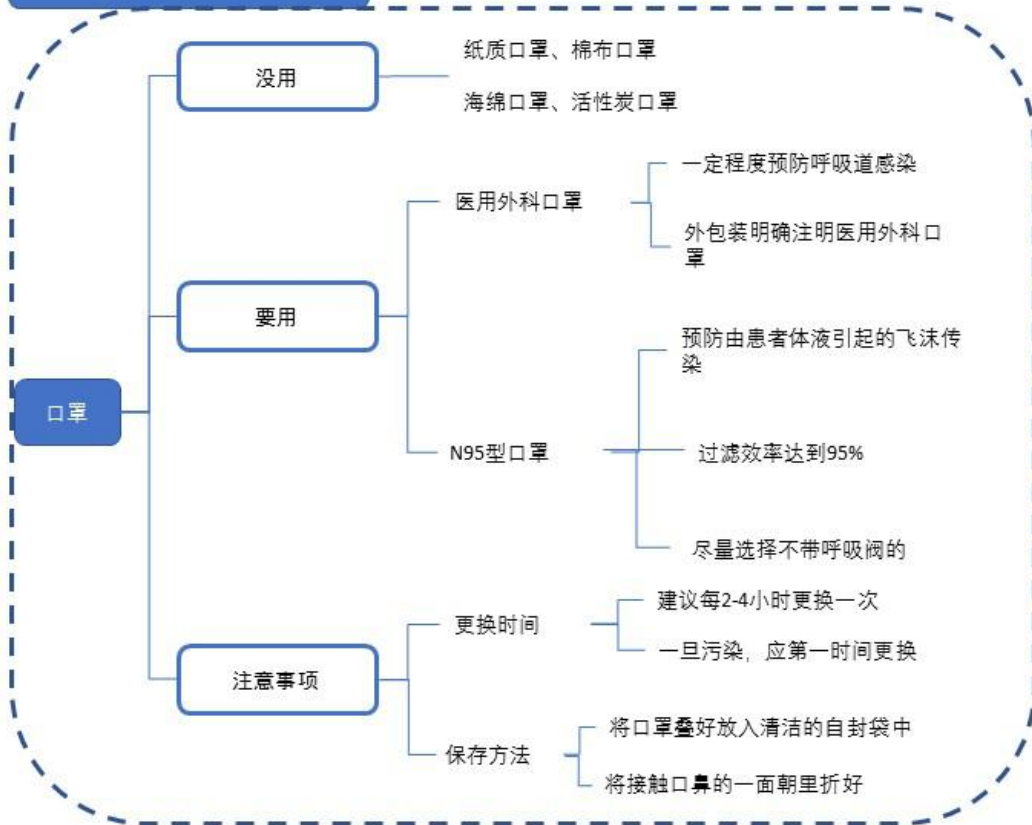 没用
纸质口罩、棉布口罩
海绵口罩、活性炭口罩
口罩
要用
医用外科口罩
一定程度预防呼吸道感染
外包装明确注明医用外科口
罩
N95型口罩
预防由患者体液引起的飞沫传
染
过滤效率达到95%
尽量选择不带呼吸阀的
注意事项
更换时间
建议每2-4小时更换一次
一旦污染，应第一时间更换
保存方法
将口罩叠好放入清洁的自封袋中
将接触口鼻的一面朝里折好